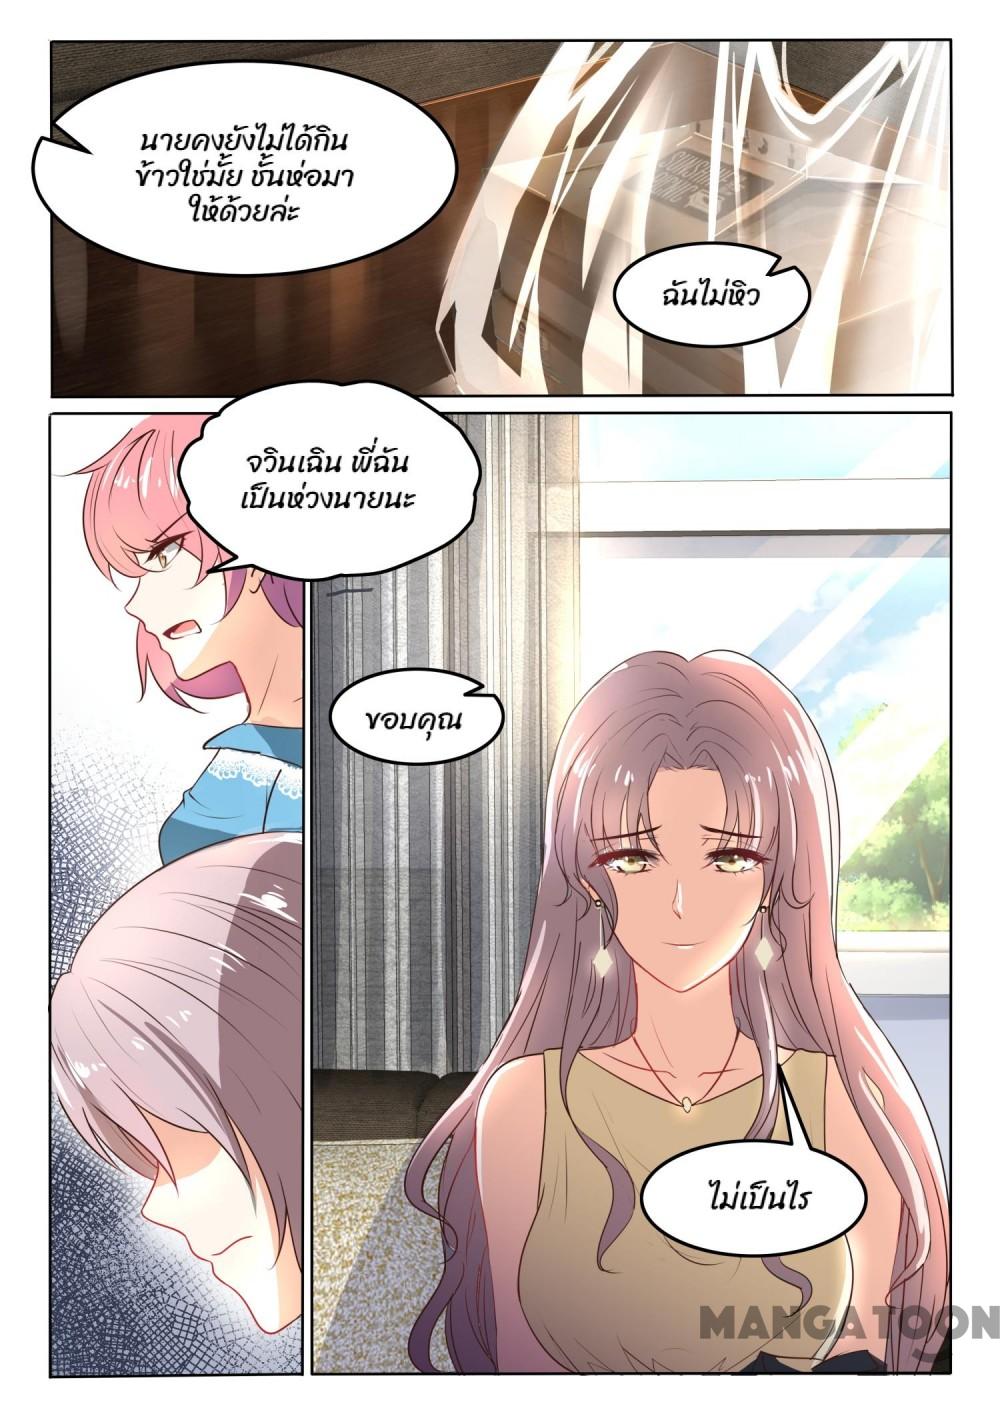 นายคงยังไม่ได้กิน
ข้าวใช่มั้ย ชั้นห่อมา
ให้ด้วยล่ะ
ฉันไม่หิว
จวินเฉิน พี่ฉัน
เป็นห่วงนายนะ
ขอบคุณ
ไม่เป็นไร
MANGATOON